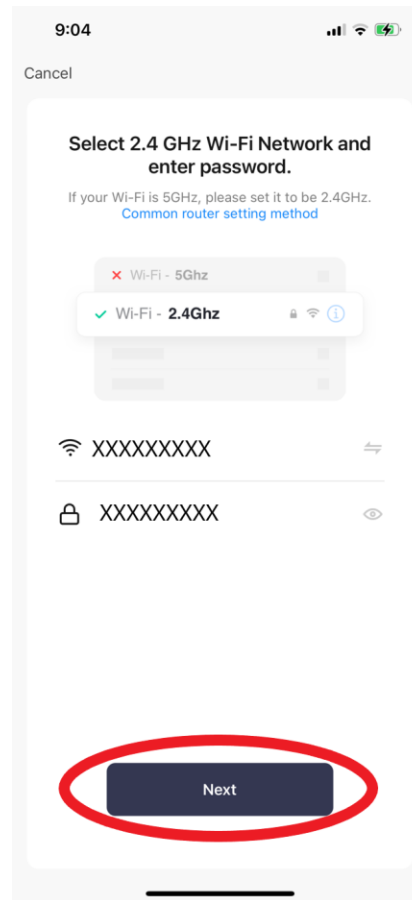 9:04
Cancel
Select 2.4 GHz Wi-Fi Network and
enter password.
If your Wi-Fi is 5GHz, please set it to be 2.4GHz.
Common router setting method
Wi-Fi - 5Ghz
Wi-Fi - 2.4Ghz
XXXXXXXXX
XXXXXXXXX
Next